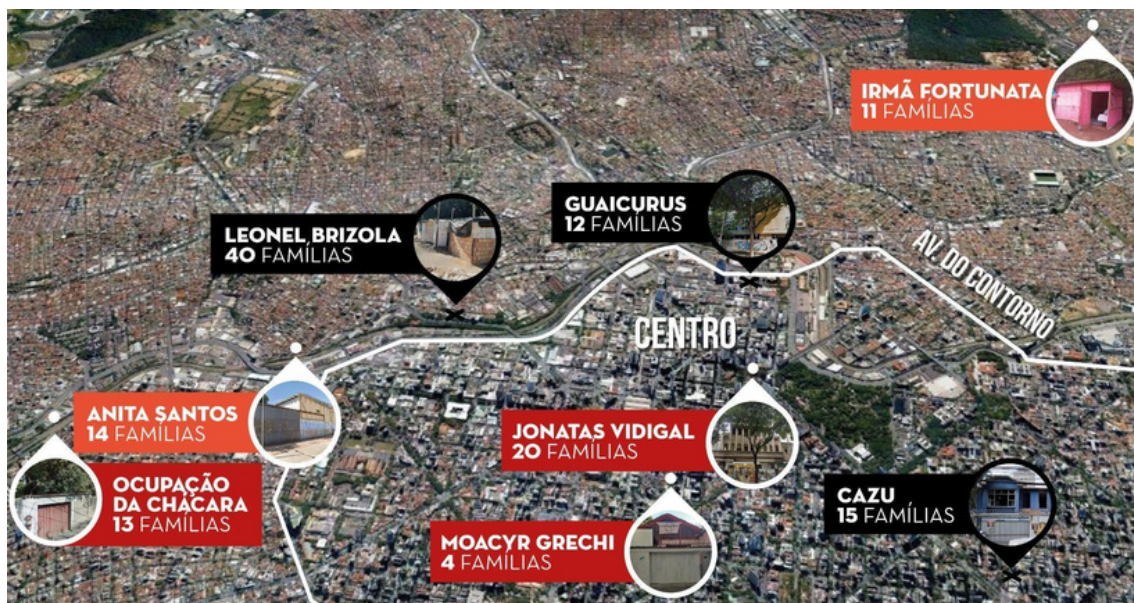 IRMÃ FORTUNATA
11 FAMÍLIAS
GUAICURUS
12 FAMÍLIAS
LEONEL BRIZOLA
40 FAMÍLIAS
AV. DO CONTORNO
CENTRO
ANITA SANTOS
14 FAMÍLIAS
JONATAS VIDIGAL
20 FAMÍLIAS
OCUPAÇÃO
DA CHÁCARA
13 FAMÍLIAS
CAZU
15 FAMÍLIAS
MOACYR GRECHI
4 FAMÍLIAS